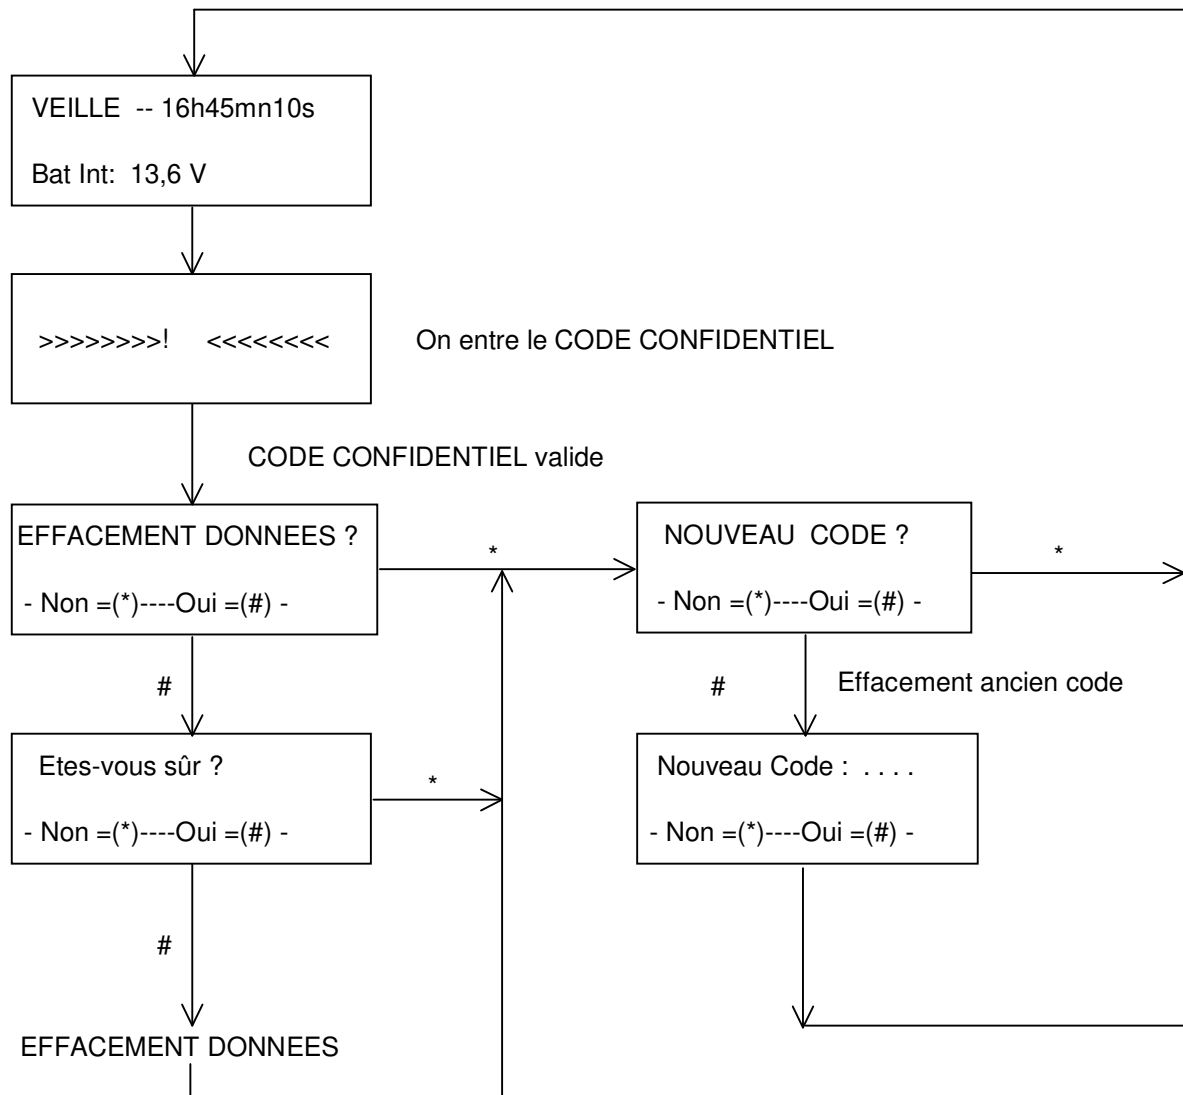 VEILLE -- 16h45mn10s
Bat Int: 13,6 V
>>>>>>>>! <<<<<<<<
On entre le CODE CONFIDENTIEL
CODE CONFIDENTIEL valide
EFFACEMENT DONNEES ?
- Non =(*)----Oui =(#) -
*
NOUVEAU CODE ?
- Non =(*)----Oui =(#) -
*
#
#
Effacement ancien code
Etes-vous sûr ?
- Non =(*)----Oui =(#) -
*
Nouveau Code : . . . .
- Non =(*)----Oui =(#) -
#
EFFACEMENT DONNEES